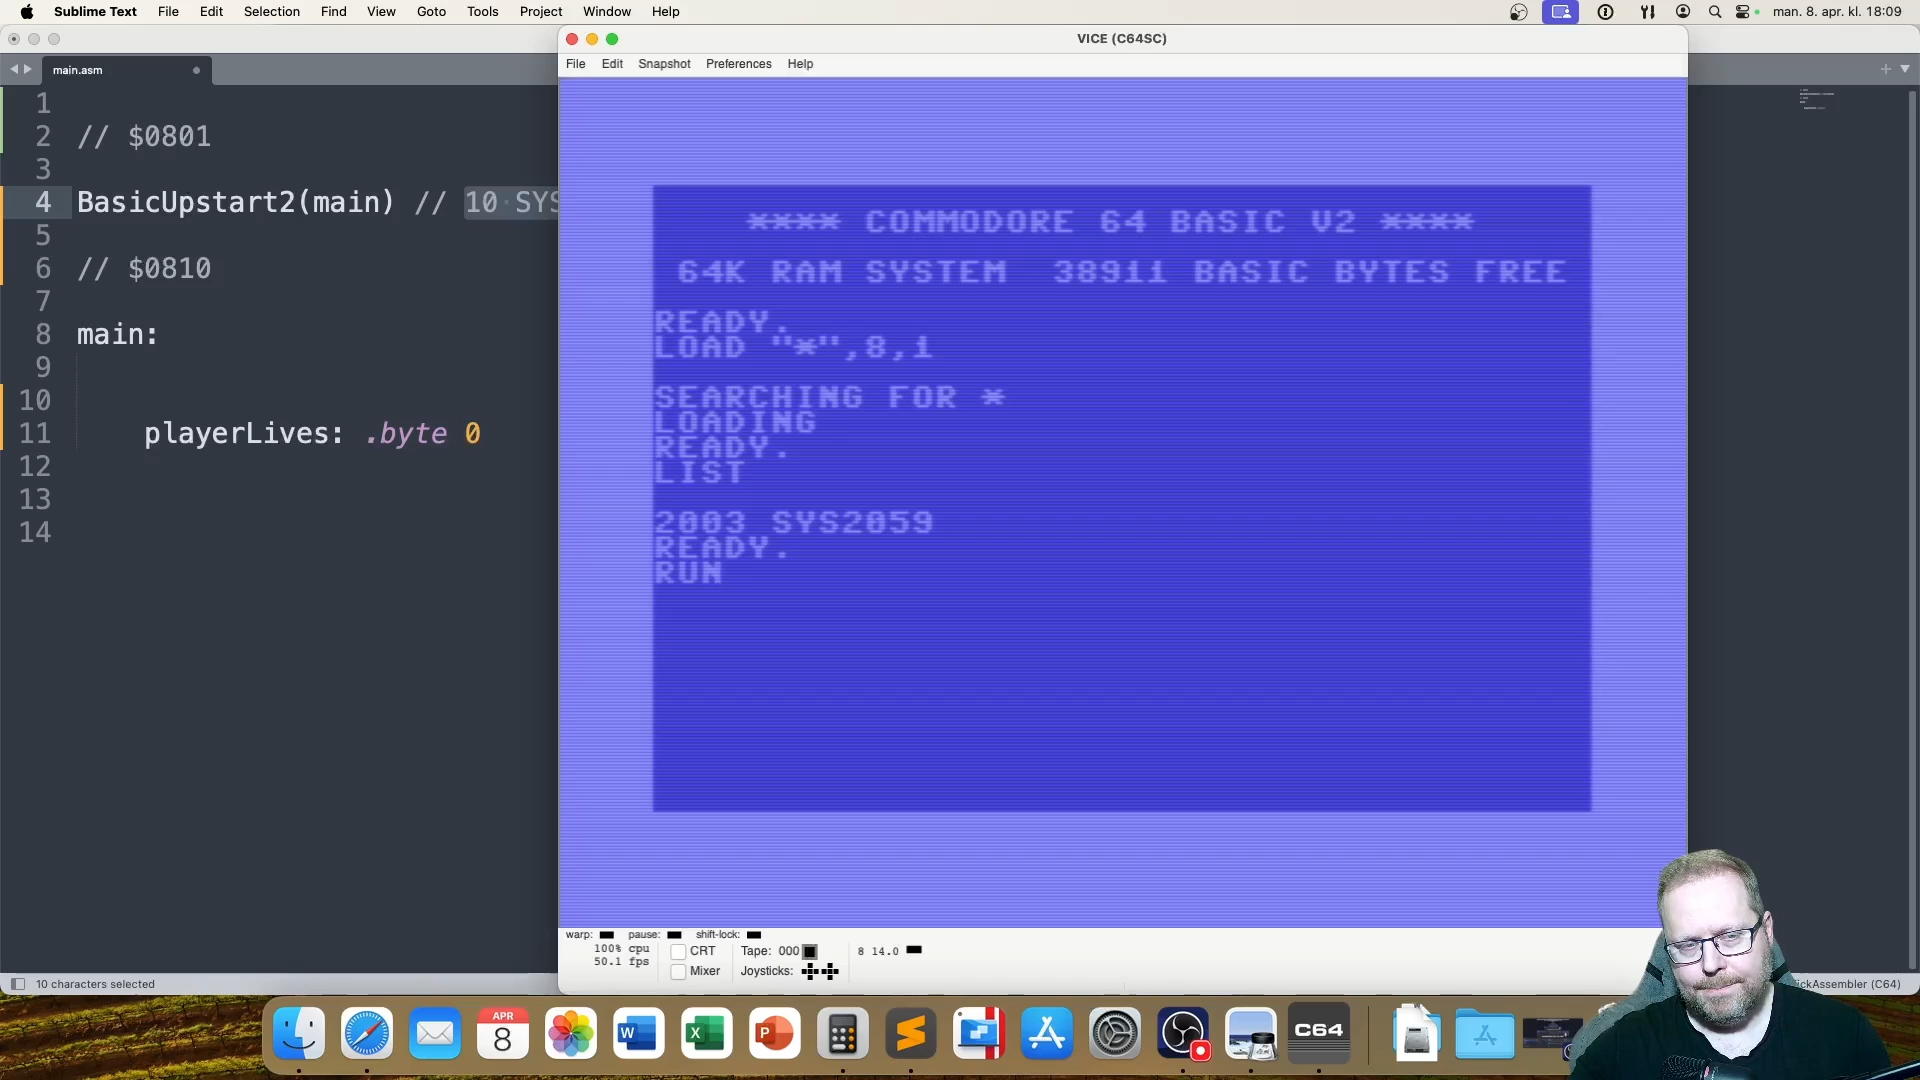 Sublime Text File Edit Selection Find View Goto Tools Project Window Help man. 8. apr. kl. 18:09
VICE (C64SC)
File Edit Snapshot Preferences Help
main.asm
1
2 // $0801
3
4 BasicUpstart2(main) // 10 SYS
5
6 // $0810
7
8 main:
9
10
11 playerLives: .byte 0
12
13
14
**** COMMODORE 64 BASIC V2 ****
64K RAM SYSTEM 38911 BASIC BYTES FREE
READY.
LOAD "*",8,1
SEARCHING FOR *
LOADING
READY.
LIST
2003 SYS2059
READY.
RUN
warp: pause: shift-lock:
100% cpu
50.1 fps
CRT
Mixer
Tape: 000
Joysticks:
8 14.0
10 characters selected
ickAssembler (C64)
APR
8
W
X
P
C64